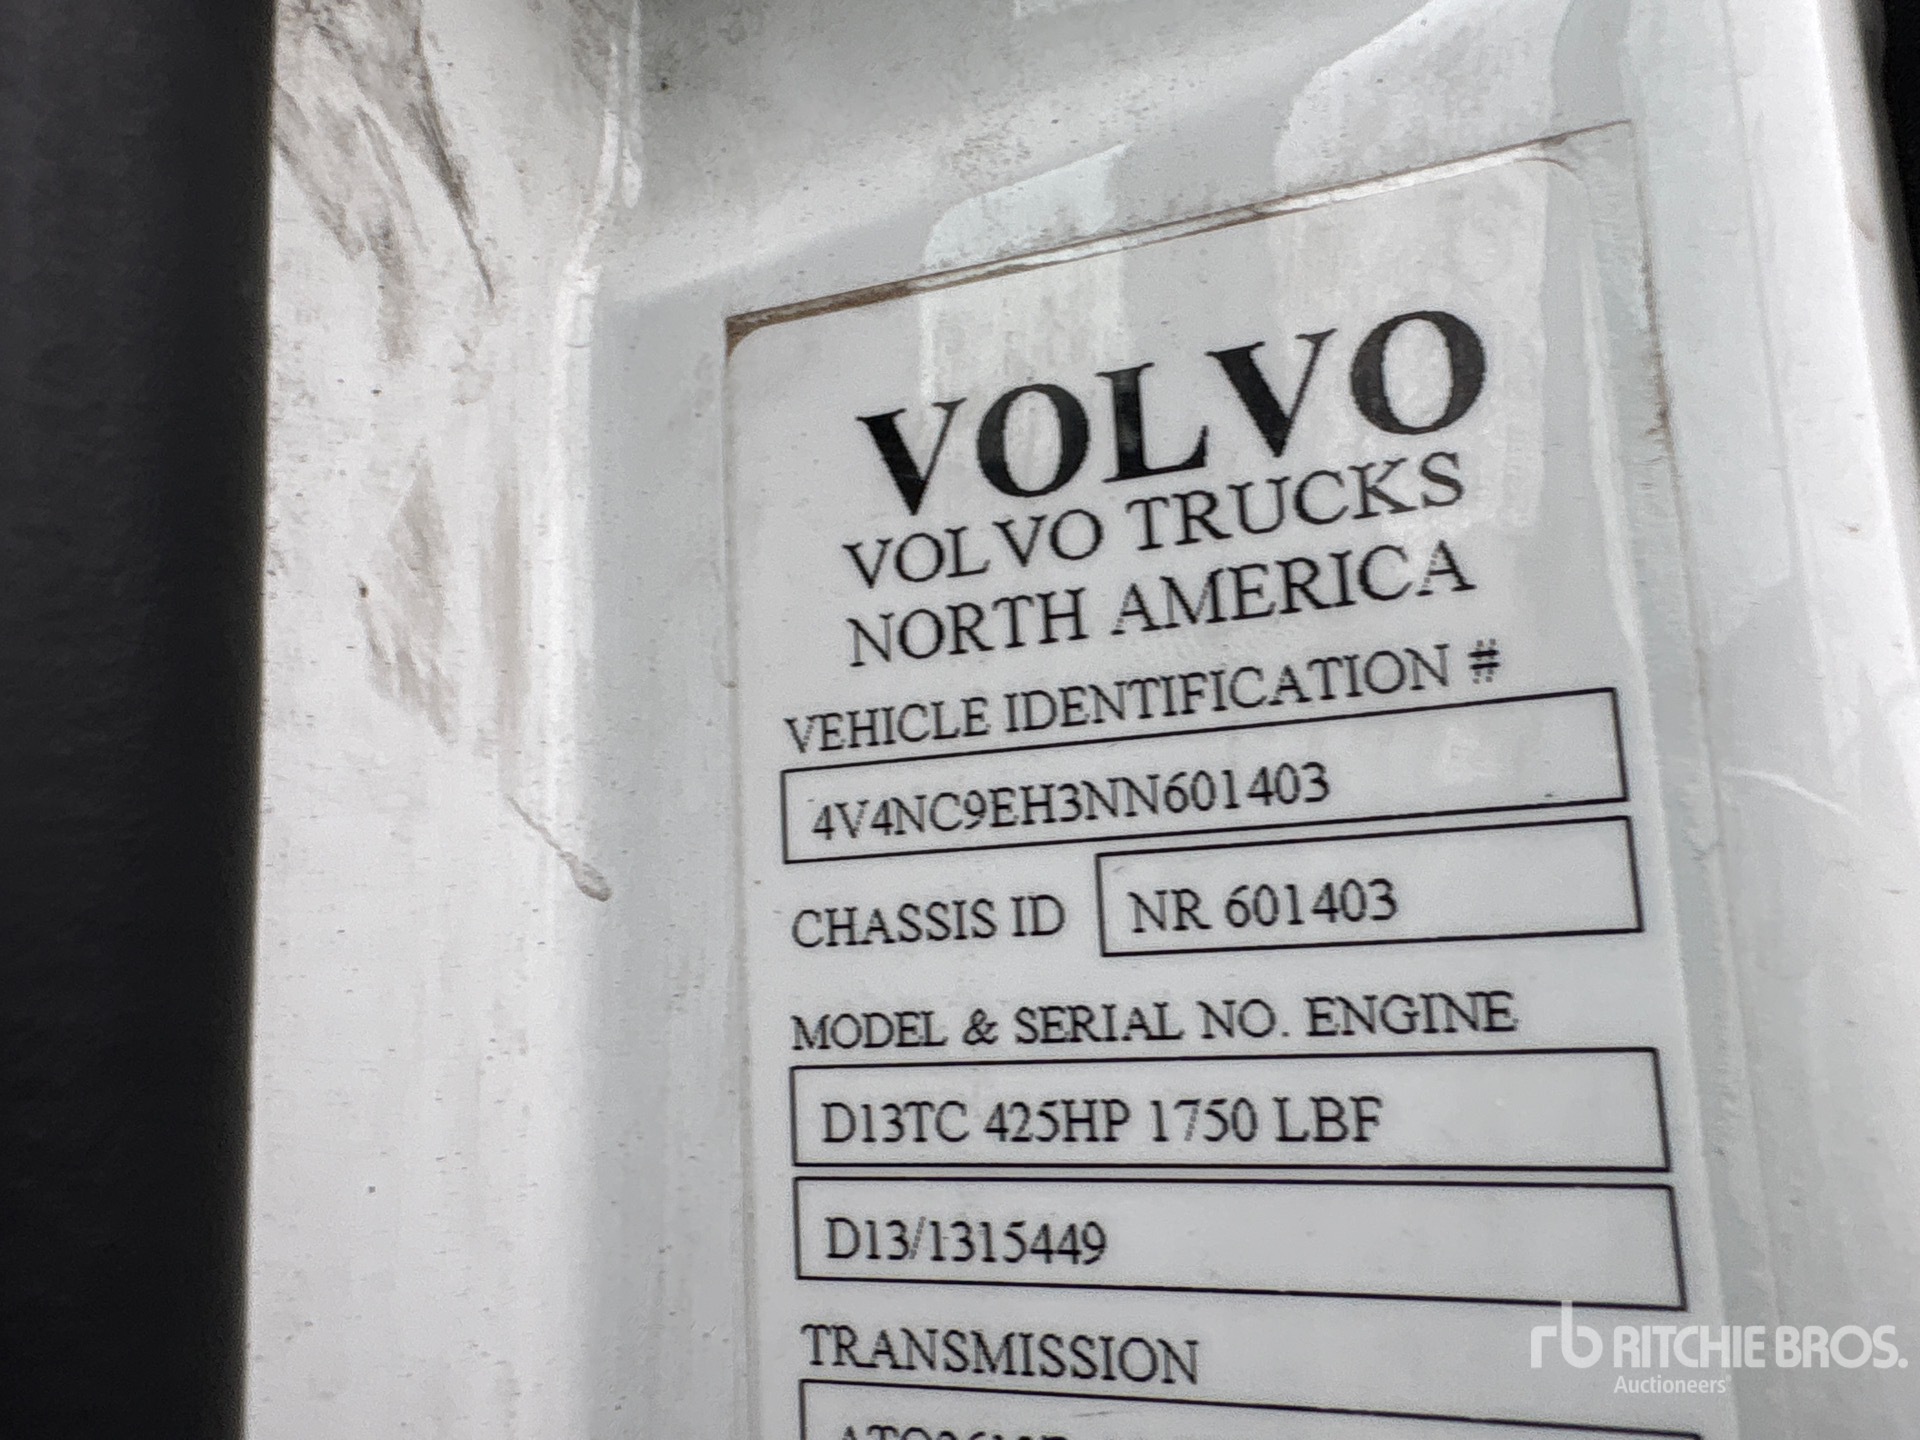 VOLVO
VOLVO TRUCKS
NORTH AMERICA
VEHICLE IDENTIFICATION #
4V4NC9EH3NN601403
CHASSIS ID NR 601403
MODEL & SERIAL NO. ENGINE
D13TC 425HP 1750 LBF
D13/1315449
TRANSMISSION
rb RITCHIE BROS.
Auctioneers